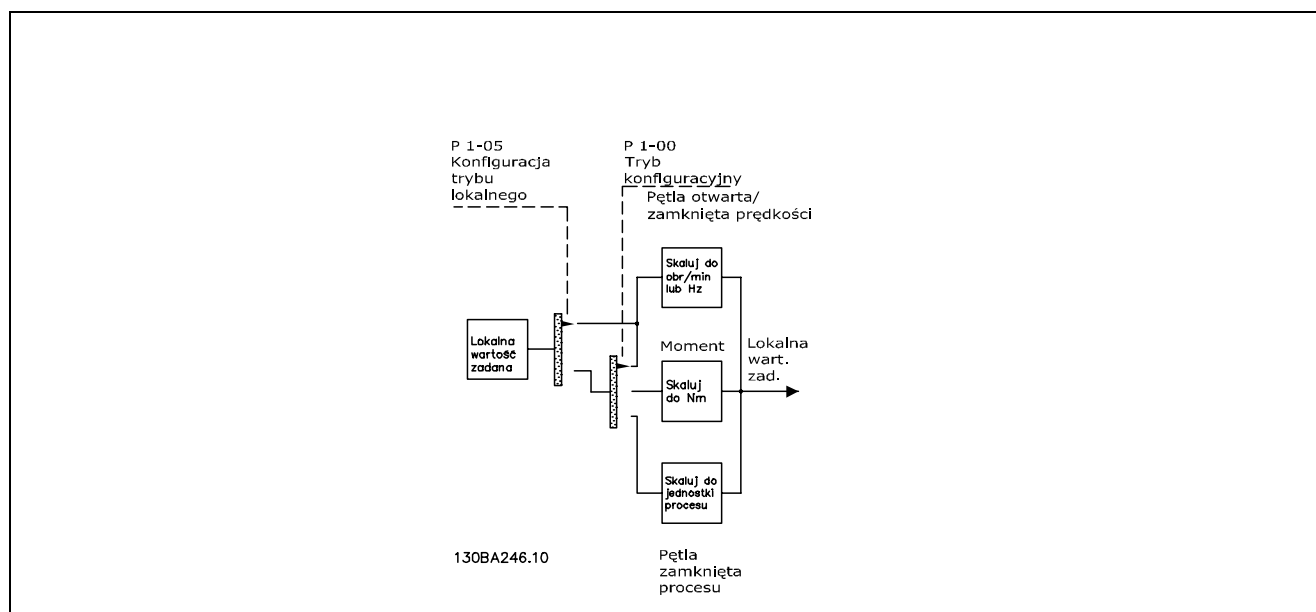 P 1-05
Konfiguracja
trybu
lokalnego
P 1-00
Tryb
konfiguracyjny
Pętla otwarta/
zamknięta prędkości
Skaluj do
obr/min
lub Hz
Lokalna
wartość
zadana
Moment
Skaluj
do Nm
Lokalna
wart.
zad.
Skaluj do
jednostki
procesu
130BA246.10
Pętla
zamknięta
procesu